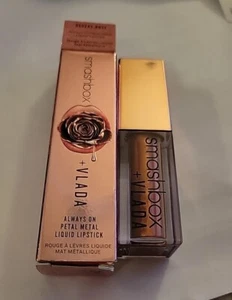 smashbox
+ VLADA
ALWAYS ON
PETAL METAL
LIQUID LIPSTICK
ROUGE À LÈVRES LIQUIDE
MAT MÉTALLIQUE
smashbox
+ VLADA